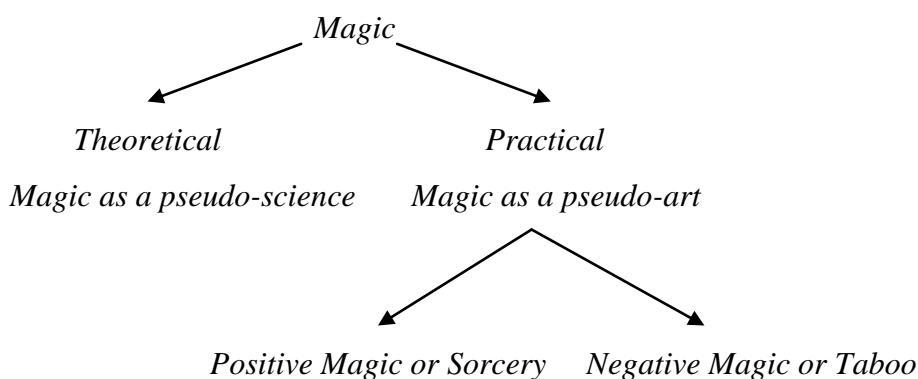 Magic
Theoretical Practical
Magic as a pseudo-science Magic as a pseudo-art
Positive Magic or Sorcery Negative Magic or Taboo